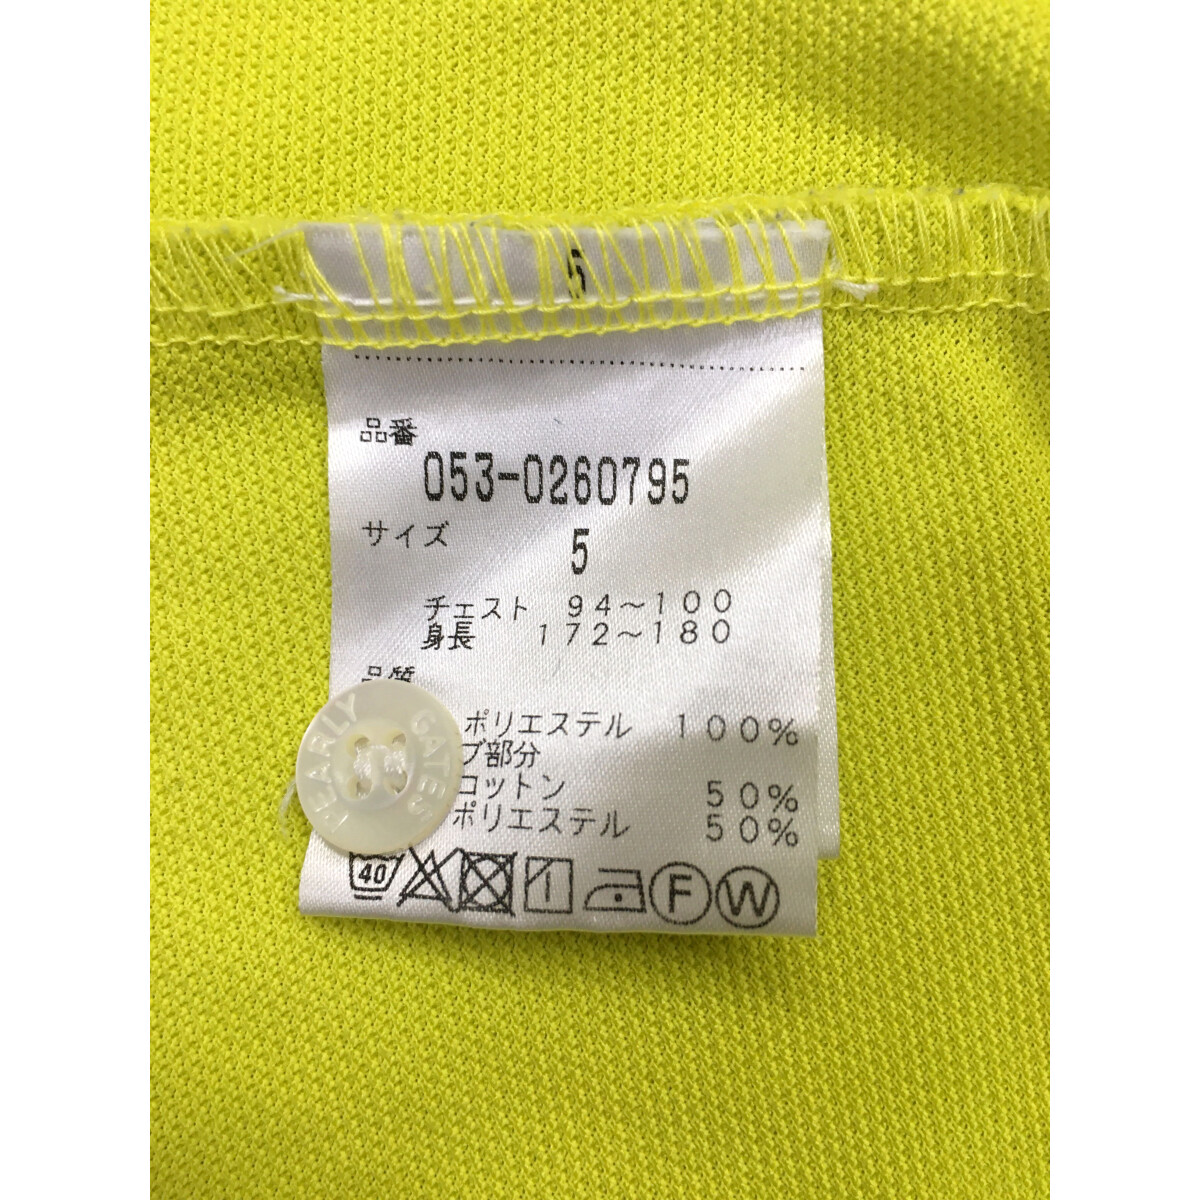 5
品番
053-0260795
サイズ
5
チェスト 94～100
身長 172～180
品質
ポリエステル 100%
ブ部分
コットン 50%
ポリエステル 50%
PEARLY GATES
40
F W